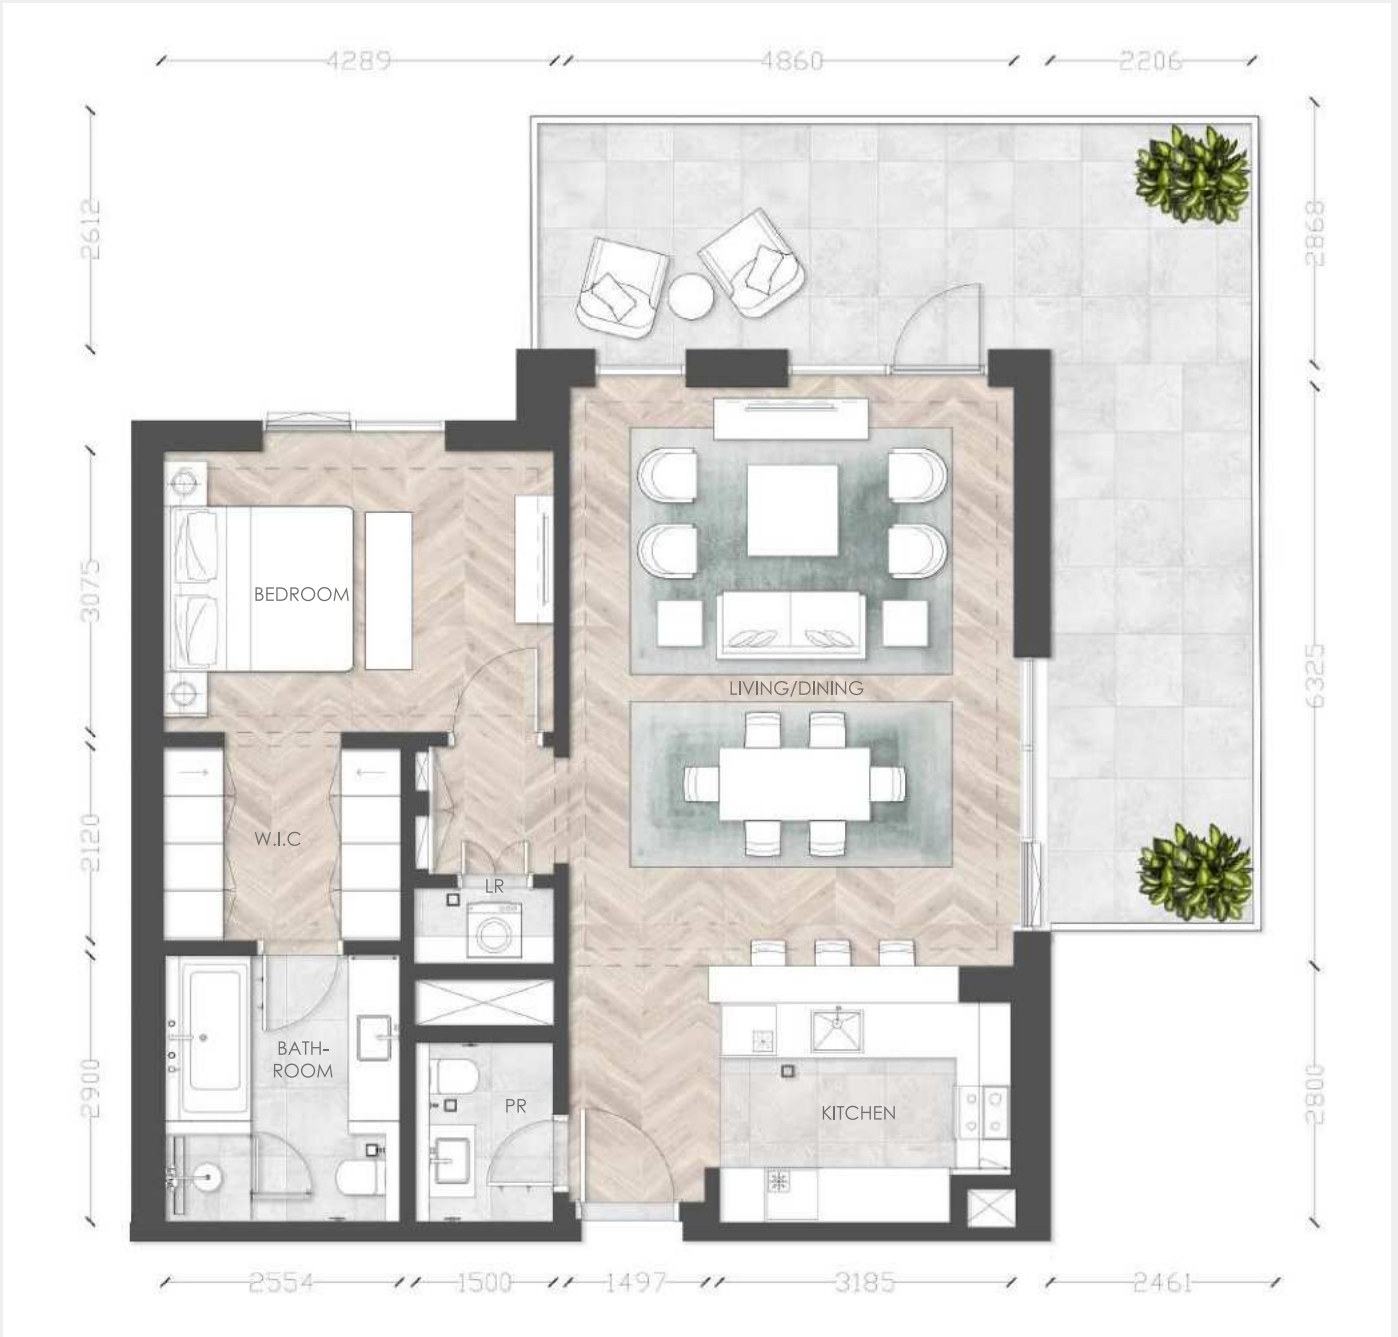 4289
4860
2206
2612
2868
3075
BEDROOM
6325
LIVING/DINING
2120
W.I.C
LR
2900
BATH-
ROOM
PR
KITCHEN
2800
2554
1500
1497
3185
2461